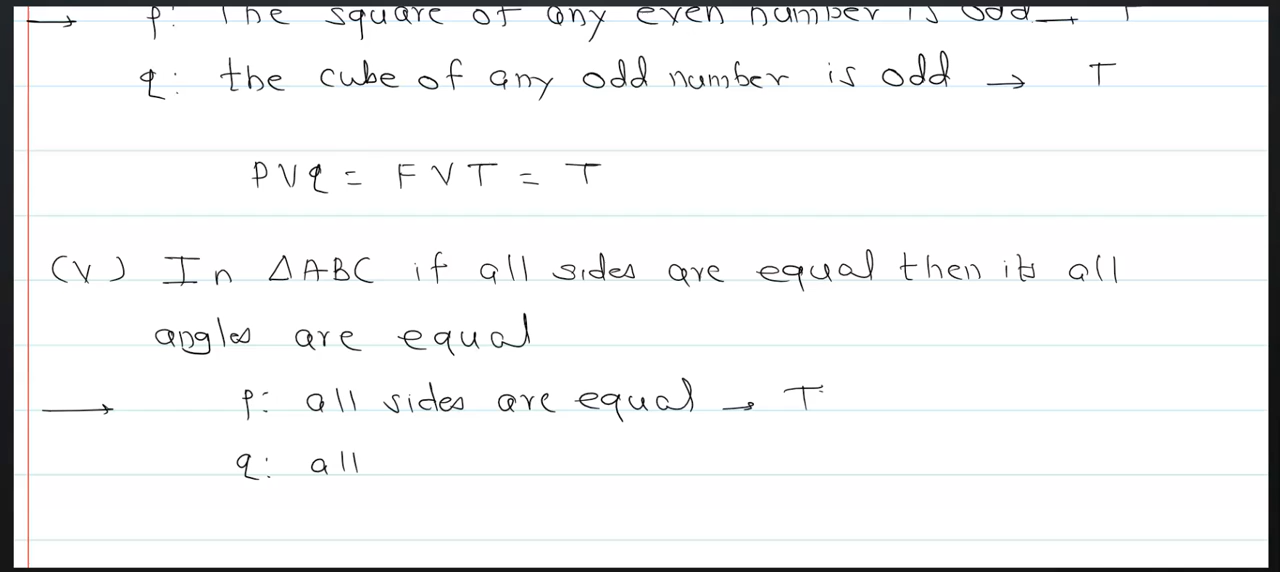 → p: The square of any even number is odd → T
q: the cube of any odd number is odd → T
p∨q = F∨T = T
(v) In △ABC if all sides are equal then its all
angles are equal
→ p: all sides are equal → T
q: all